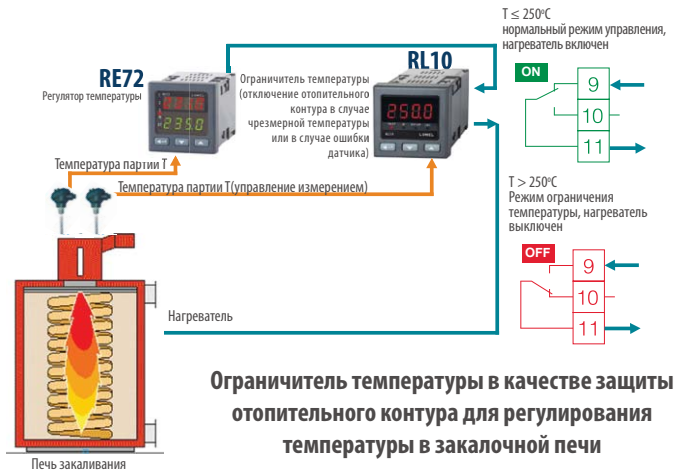 T ≤ 250°C
нормальный режим управления,
нагреватель включен
ON
9
10
11
RE72
Регулятор температуры
235.0
RL10
Ограничитель температуры
(отключение отопительного
контура в случае
чрезмерной температуры
или в случае ошибки
датчика)
250.0
LUMEL
Температура партии T
Температура партии T(управление измерением)
T > 250°C
Режим ограничения
температуры, нагреватель
выключен
OFF
9
10
11
Нагреватель
Ограничитель температуры в качестве защиты
отопительного контура для регулирования
температуры в закалочной печи
Печь закаливания